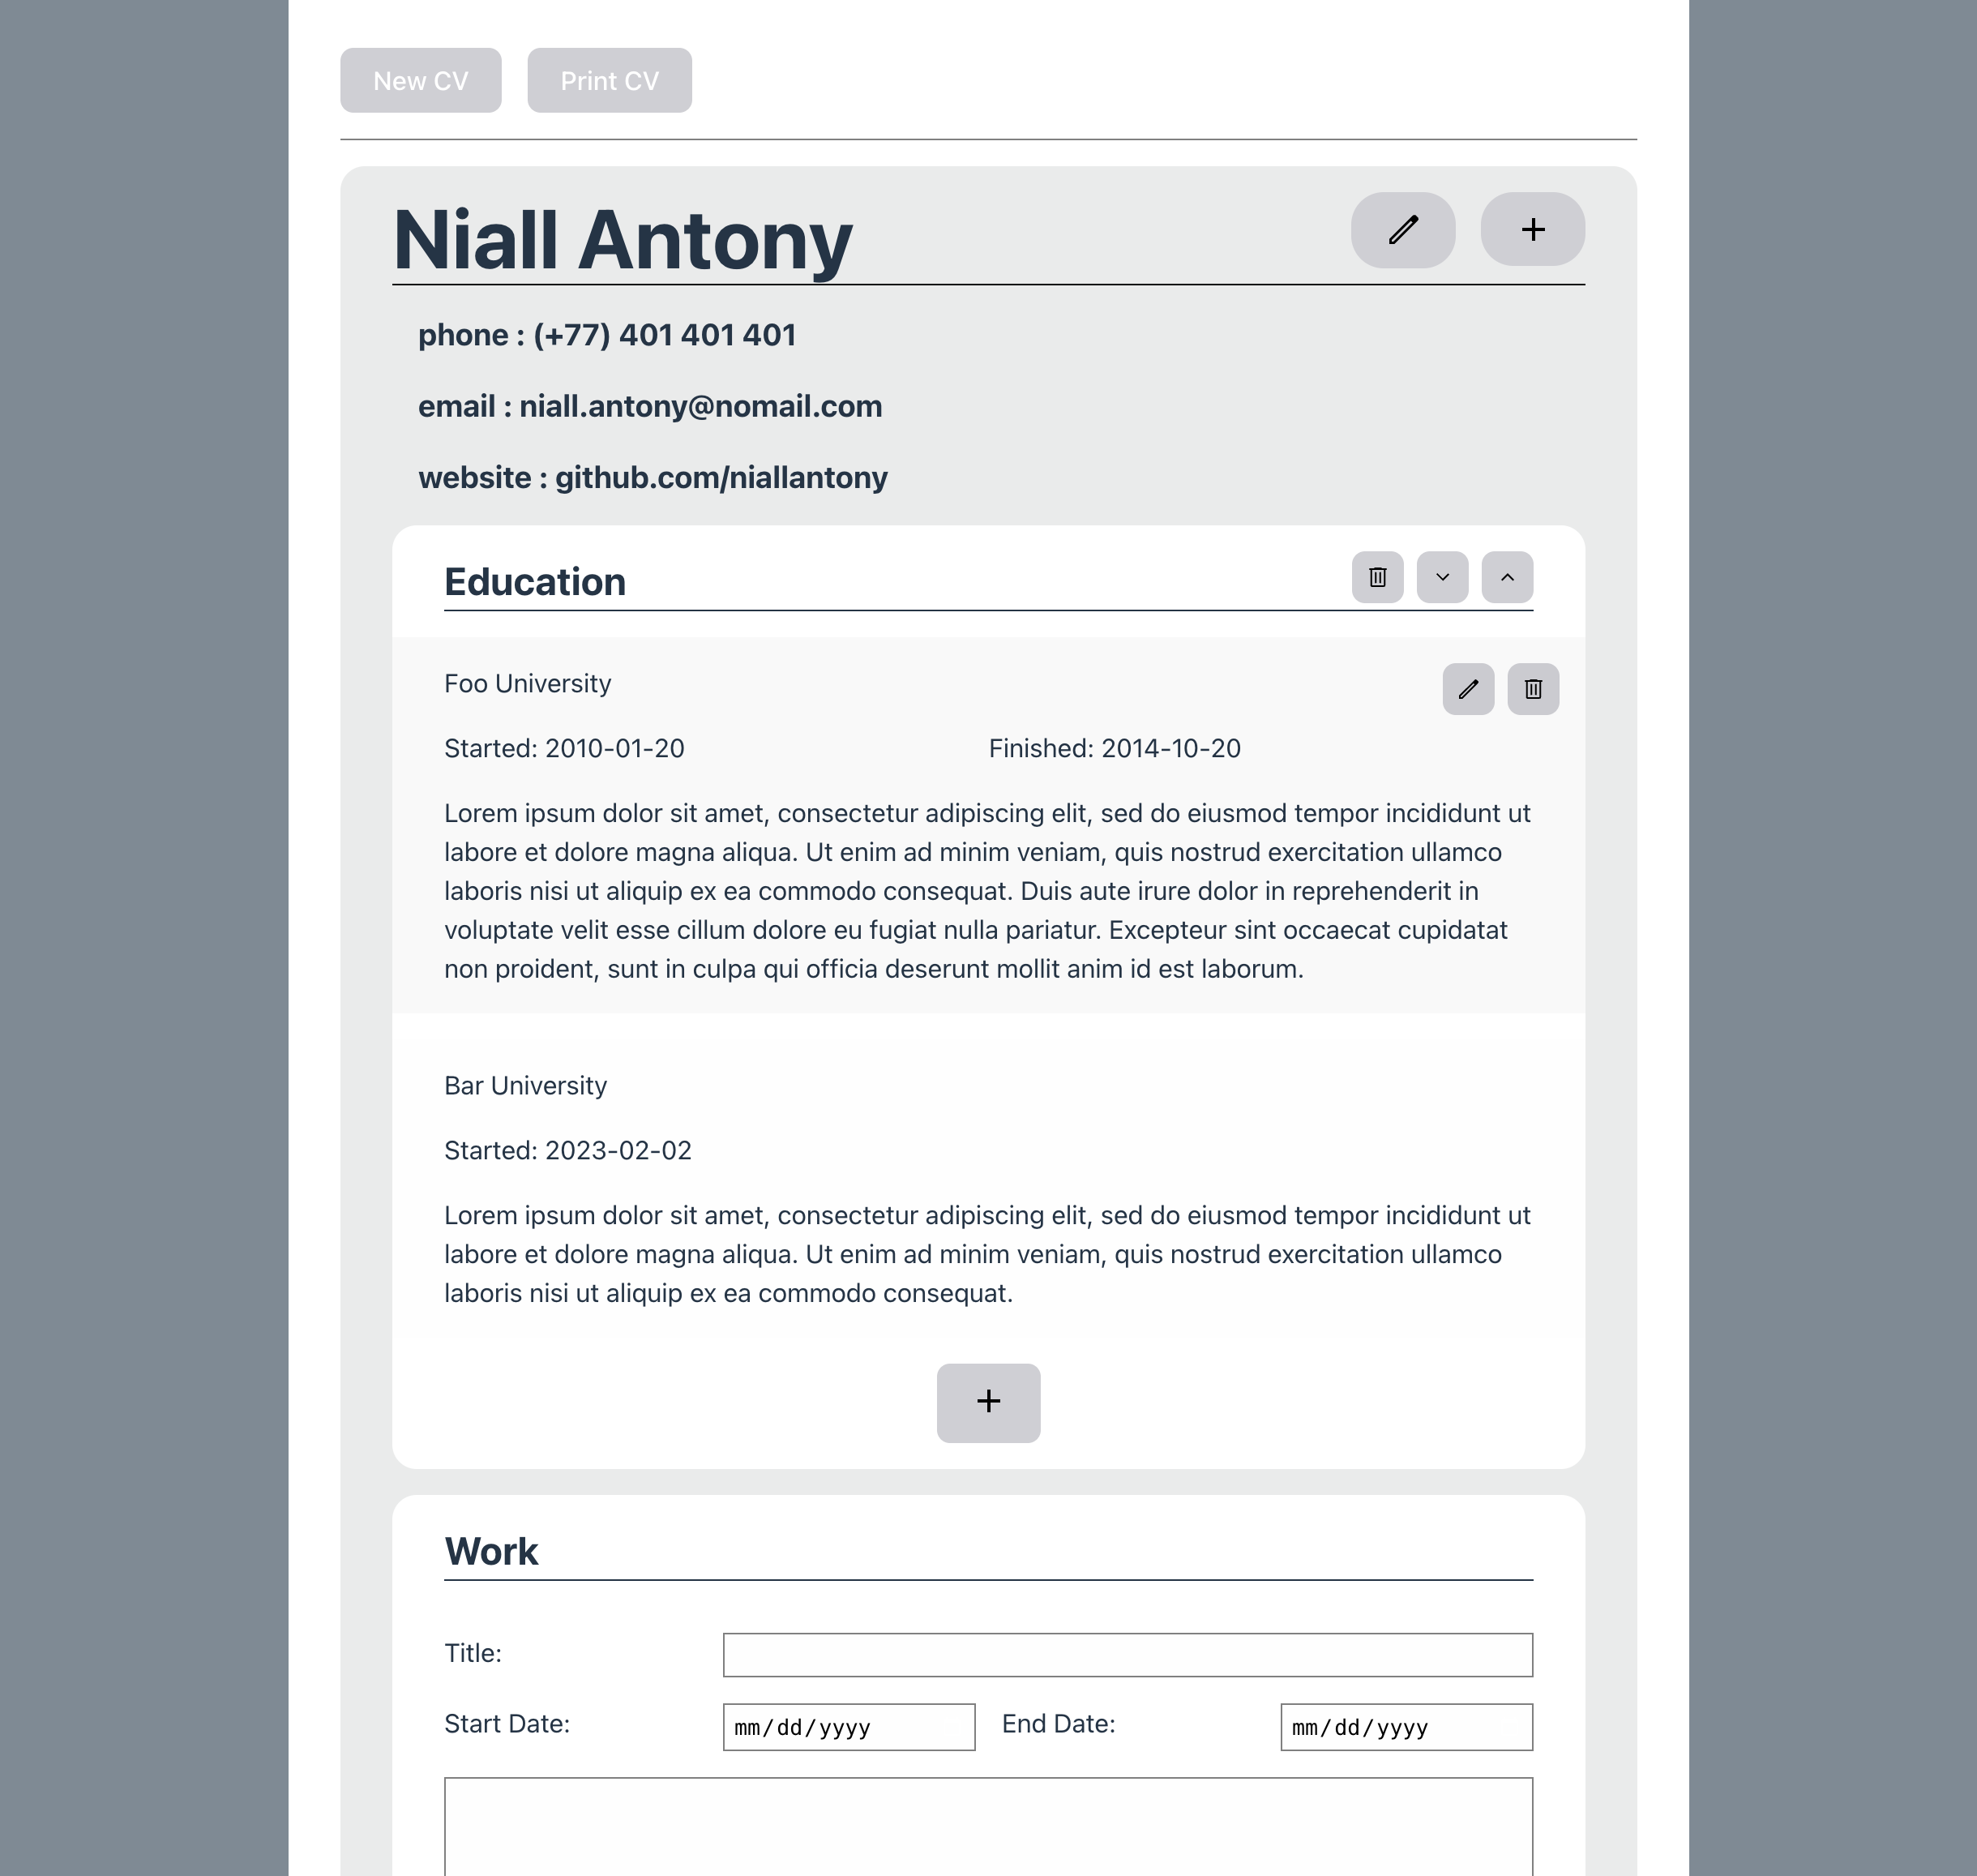 New CV Print CV
Niall Antony
phone : (+77) 401 401 401
email : niall.antony@nomail.com
website : github.com/niallantony
Education
Foo University
Started: 2010-01-20 Finished: 2014-10-20
Lorem ipsum dolor sit amet, consectetur adipiscing elit, sed do eiusmod tempor incididunt ut
labore et dolore magna aliqua. Ut enim ad minim veniam, quis nostrud exercitation ullamco
laboris nisi ut aliquip ex ea commodo consequat. Duis aute irure dolor in reprehenderit in
voluptate velit esse cillum dolore eu fugiat nulla pariatur. Excepteur sint occaecat cupidatat
non proident, sunt in culpa qui officia deserunt mollit anim id est laborum.
Bar University
Started: 2023-02-02
Lorem ipsum dolor sit amet, consectetur adipiscing elit, sed do eiusmod tempor incididunt ut
labore et dolore magna aliqua. Ut enim ad minim veniam, quis nostrud exercitation ullamco
laboris nisi ut aliquip ex ea commodo consequat.
+
Work
Title:
Start Date: mm/dd/yyyy End Date: mm/dd/yyyy